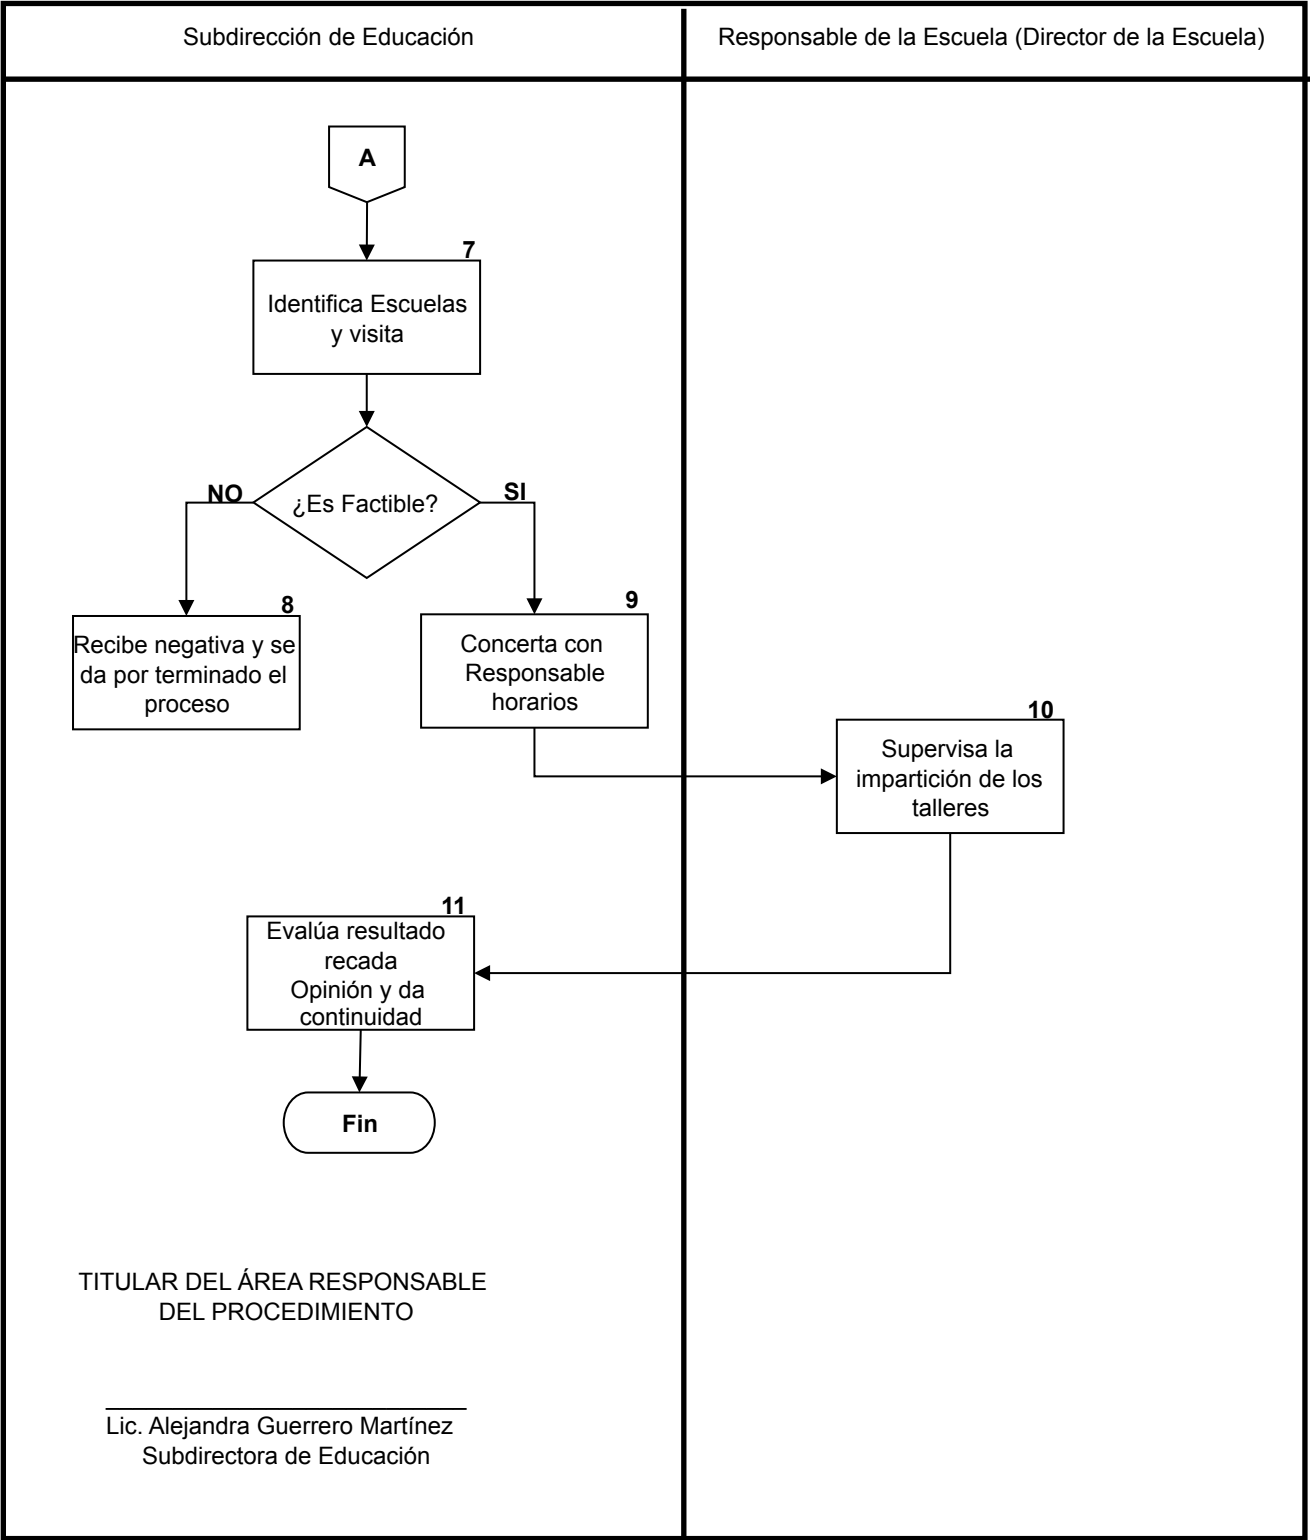 Subdirección de Educación
Responsable de la Escuela (Director de la Escuela)
A
7
Identifica Escuelas
y visita
¿Es Factible?
NO
SI
8
Recibe negativa y se
da por terminado el
proceso
9
Concerta con
Responsable
horarios
10
Supervisa la
impartición de los
talleres
11
Evalúa resultado
recada
Opinión y da
continuidad
Fin
TITULAR DEL ÁREA RESPONSABLE
DEL PROCEDIMIENTO
Lic. Alejandra Guerrero Martínez
Subdirectora de Educación